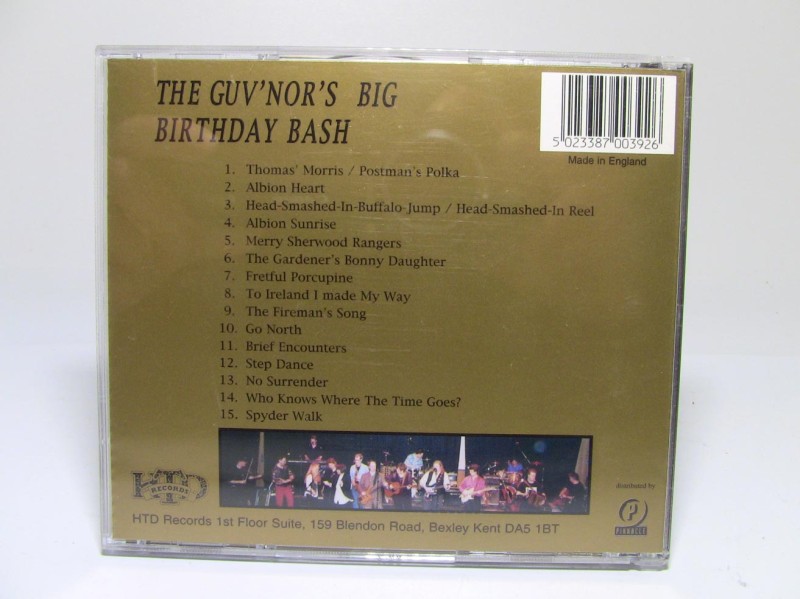 THE GUV'NOR'S BIG
BIRTHDAY BASH
5 023387 003926
Made in England
1. Thomas' Morris / Postman's Polka
2. Albion Heart
3. Head-Smashed-In-Buffalo-Jump / Head-Smashed-In Reel
4. Albion Sunrise
5. Merry Sherwood Rangers
6. The Gardener's Bonny Daughter
7. Fretful Porcupine
8. To Ireland I made My Way
9. The Fireman's Song
10. Go North
11. Brief Encounters
12. Step Dance
13. No Surrender
14. Who Knows Where The Time Goes?
15. Spyder Walk
HTD
RECORDS
distributed by
P
PINNACLE
HTD Records 1st Floor Suite, 159 Blendon Road, Bexley Kent DA5 1BT